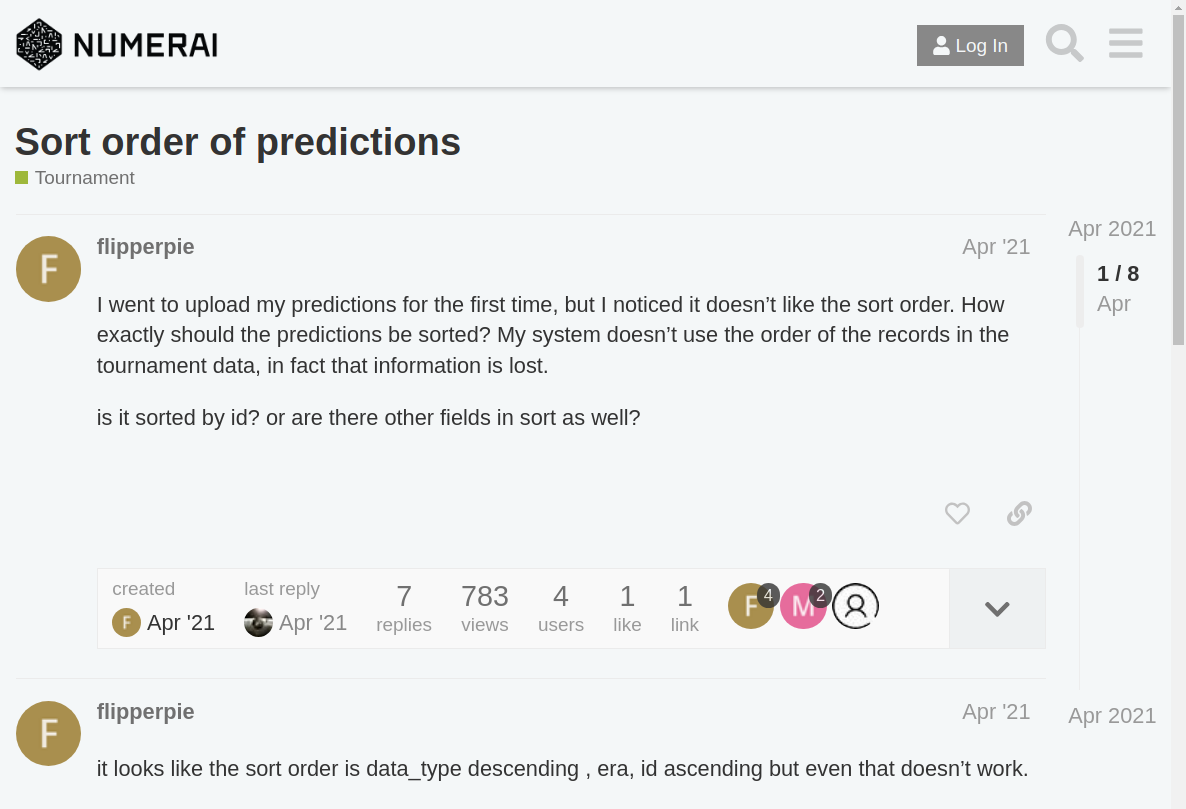 NUMERAI
Log In
Sort order of predictions
Tournament
flipperpie
Apr '21
Apr 2021
1 / 8
Apr
F
I went to upload my predictions for the first time, but I noticed it doesn’t like the sort order. How
exactly should the predictions be sorted? My system doesn’t use the order of the records in the
tournament data, in fact that information is lost.
is it sorted by id? or are there other fields in sort as well?
created
F
Apr '21
last reply
Apr '21
7
replies
783
views
4
users
1
like
1
link
F
4
M
2
F
flipperpie
Apr '21
Apr 2021
it looks like the sort order is data_type descending , era, id ascending but even that doesn’t work.